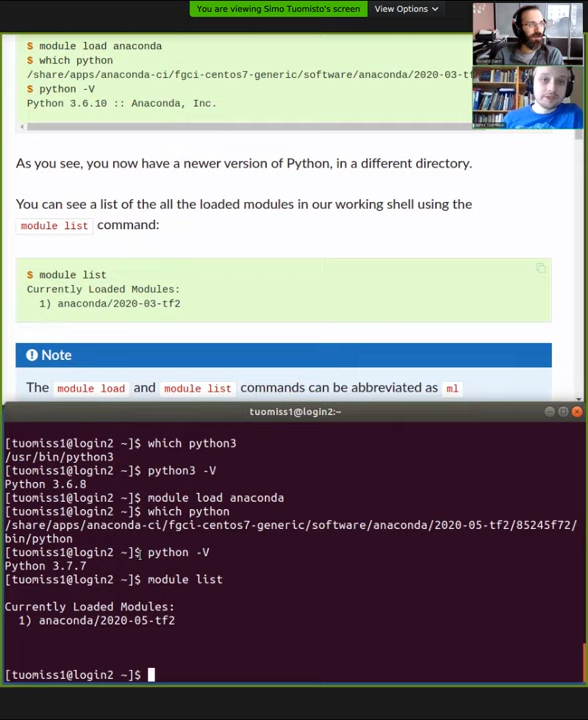 You are viewing Simo Tuomisto's screen
View Options
$ module load anaconda
$ which python
/share/apps/anaconda-ci/fgci-centos7-generic/software/anaconda/2020-03-tf
$ python -V
Python 3.6.10 :: Anaconda, Inc.
As you see, you now have a newer version of Python, in a different directory.
You can see a list of the all the loaded modules in our working shell using the
module list command:
$ module list
Currently Loaded Modules:
1) anaconda/2020-03-tf2
Note
The module load and module list commands can be abbreviated as ml
tuomiss1@login2:~
[tuomiss1@login2 ~]$ which python3
/usr/bin/python3
[tuomiss1@login2 ~]$ python3 -V
Python 3.6.8
[tuomiss1@login2 ~]$ module load anaconda
[tuomiss1@login2 ~]$ which python
/share/apps/anaconda-ci/fgci-centos7-generic/software/anaconda/2020-05-tf2/85245f72/
bin/python
[tuomiss1@login2 ~]$ python -V
Python 3.7.7
[tuomiss1@login2 ~]$ module list
Currently Loaded Modules:
1) anaconda/2020-05-tf2
[tuomiss1@login2 ~]$